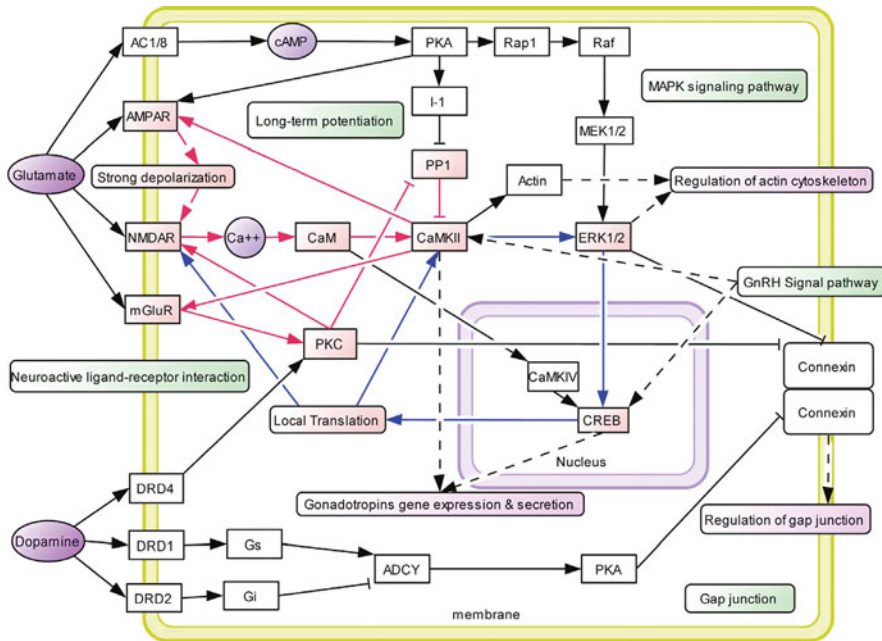 AC1/8
cAMP
PKA
Rap1
Raf
MAPK signaling pathway
I-1
AMPAR
Long-term potentiation
MEK1/2
PP1
Glutamate
Strong depolarization
Actin
Regulation of actin cytoskeleton
NMDAR
Ca++
CaM
CaMKII
ERK1/2
GnRH Signal pathway
mGluR
PKC
Connexin
Neuroactive ligand-receptor interaction
CaMKIV
Local Translation
CREB
Connexin
Nucleus
DRD4
Gonadotropins gene expression & secretion
Regulation of gap junction
Dopamine
DRD1
Gs
ADCY
PKA
DRD2
Gi
Gap junction
membrane